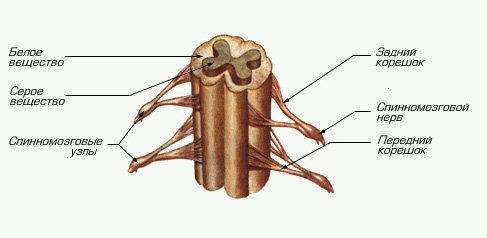 Белое
вещество
Серое
вещество
Спинномозговые
узлы
Задний
корешок
Спинномозговой
нерв
Передний
корешок